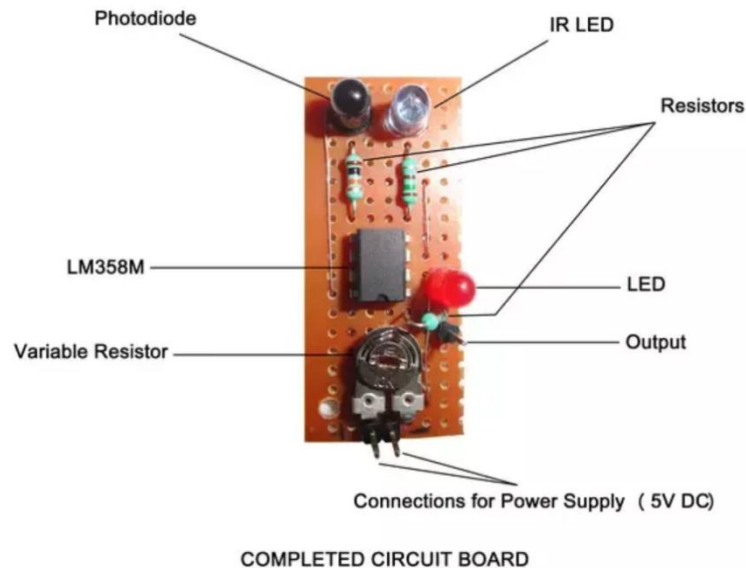 Photodiode
IR LED
Resistors
LM358M
LED
Variable Resistor
Output
Connections for Power Supply ( 5V DC)
COMPLETED CIRCUIT BOARD